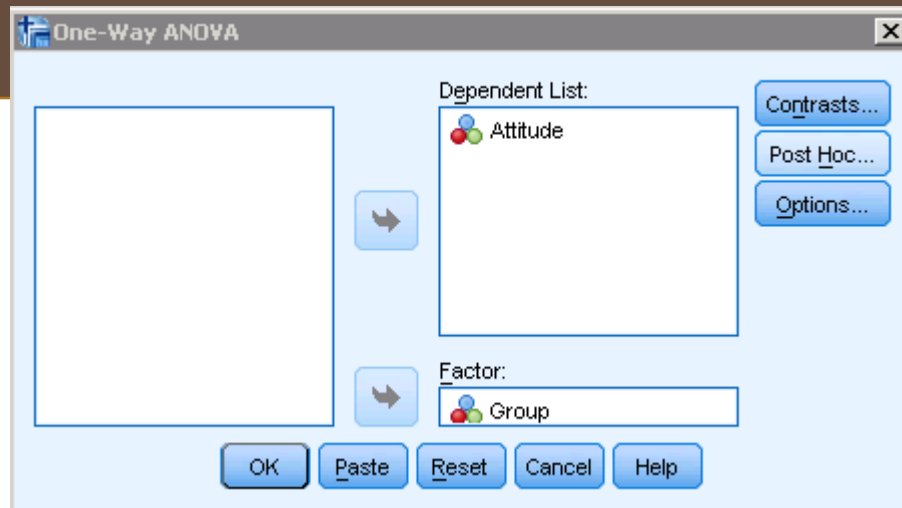 One-Way ANOVA
Dependent List:
Attitude
Contrasts...
Post Hoc...
Options...
Factor:
Group
OK
Paste
Reset
Cancel
Help